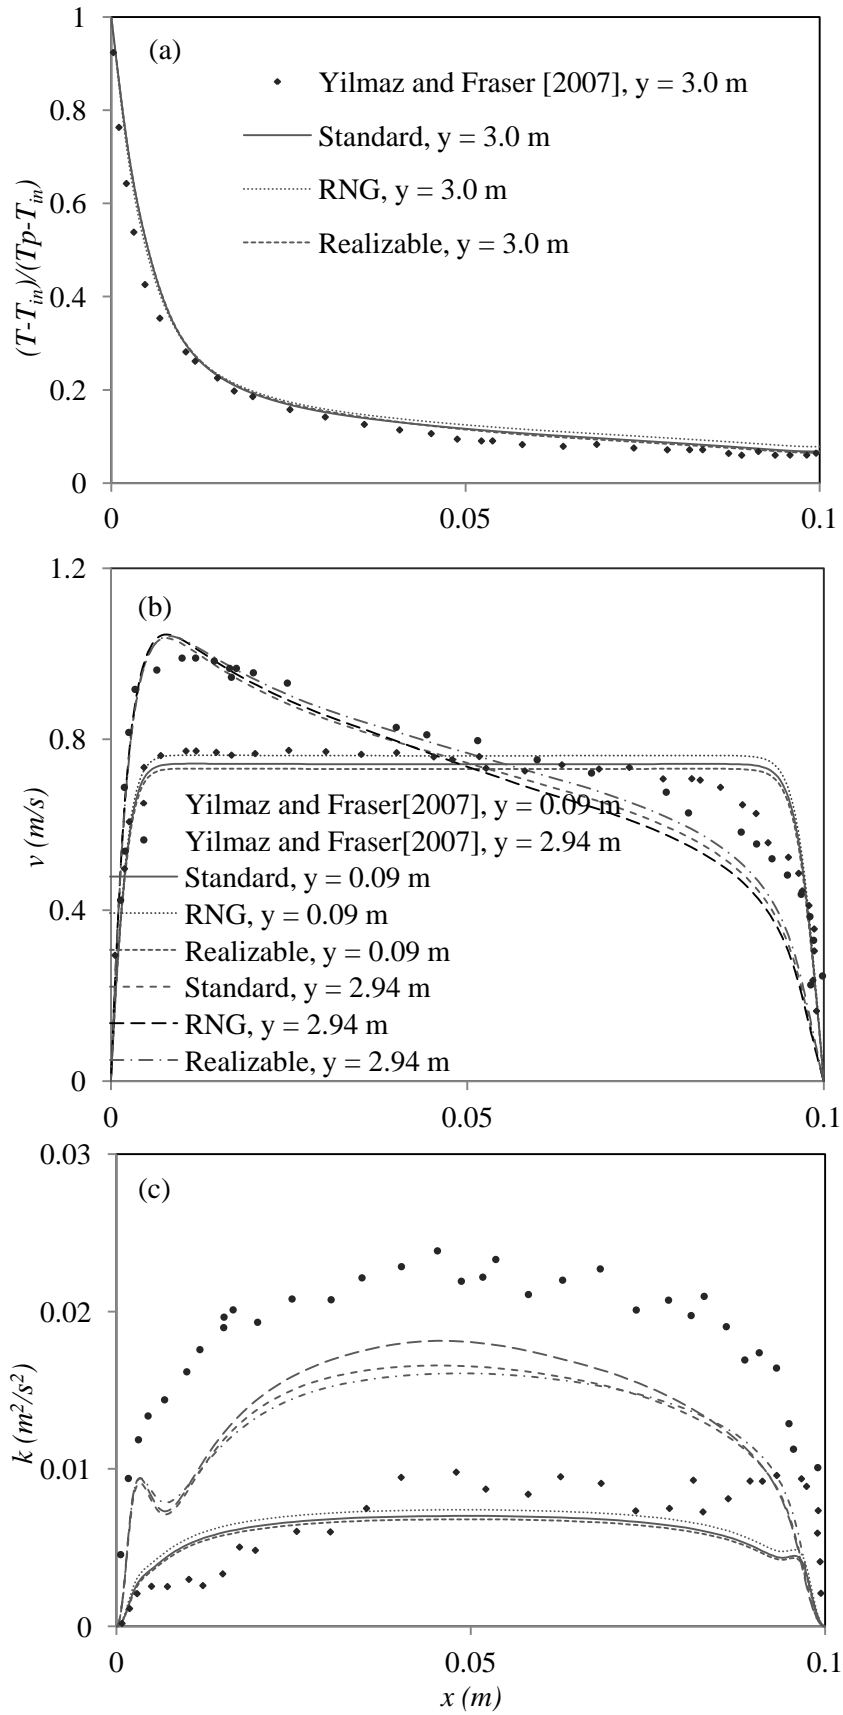 1
(a)
Yilmaz and Fraser [2007], y = 3.0 m
0.8
Standard, y = 3.0 m
RNG, y = 3.0 m
0.6
Realizable, y = 3.0 m
(T-Tin)/(Tp-Tin)
0.4
0.2
0
0 0.05 0.1
1.2
(b)
0.8
v (m/s)
Yilmaz and Fraser[2007], y = 0.09 m
Yilmaz and Fraser[2007], y = 2.94 m
Standard, y = 0.09 m
0.4
RNG, y = 0.09 m
Realizable, y = 0.09 m
Standard, y = 2.94 m
RNG, y = 2.94 m
Realizable, y = 2.94 m
0
0 0.05 0.1
0.03
(c)
0.02
k (m²/s²)
0.01
0
0 0.05 0.1
x (m)